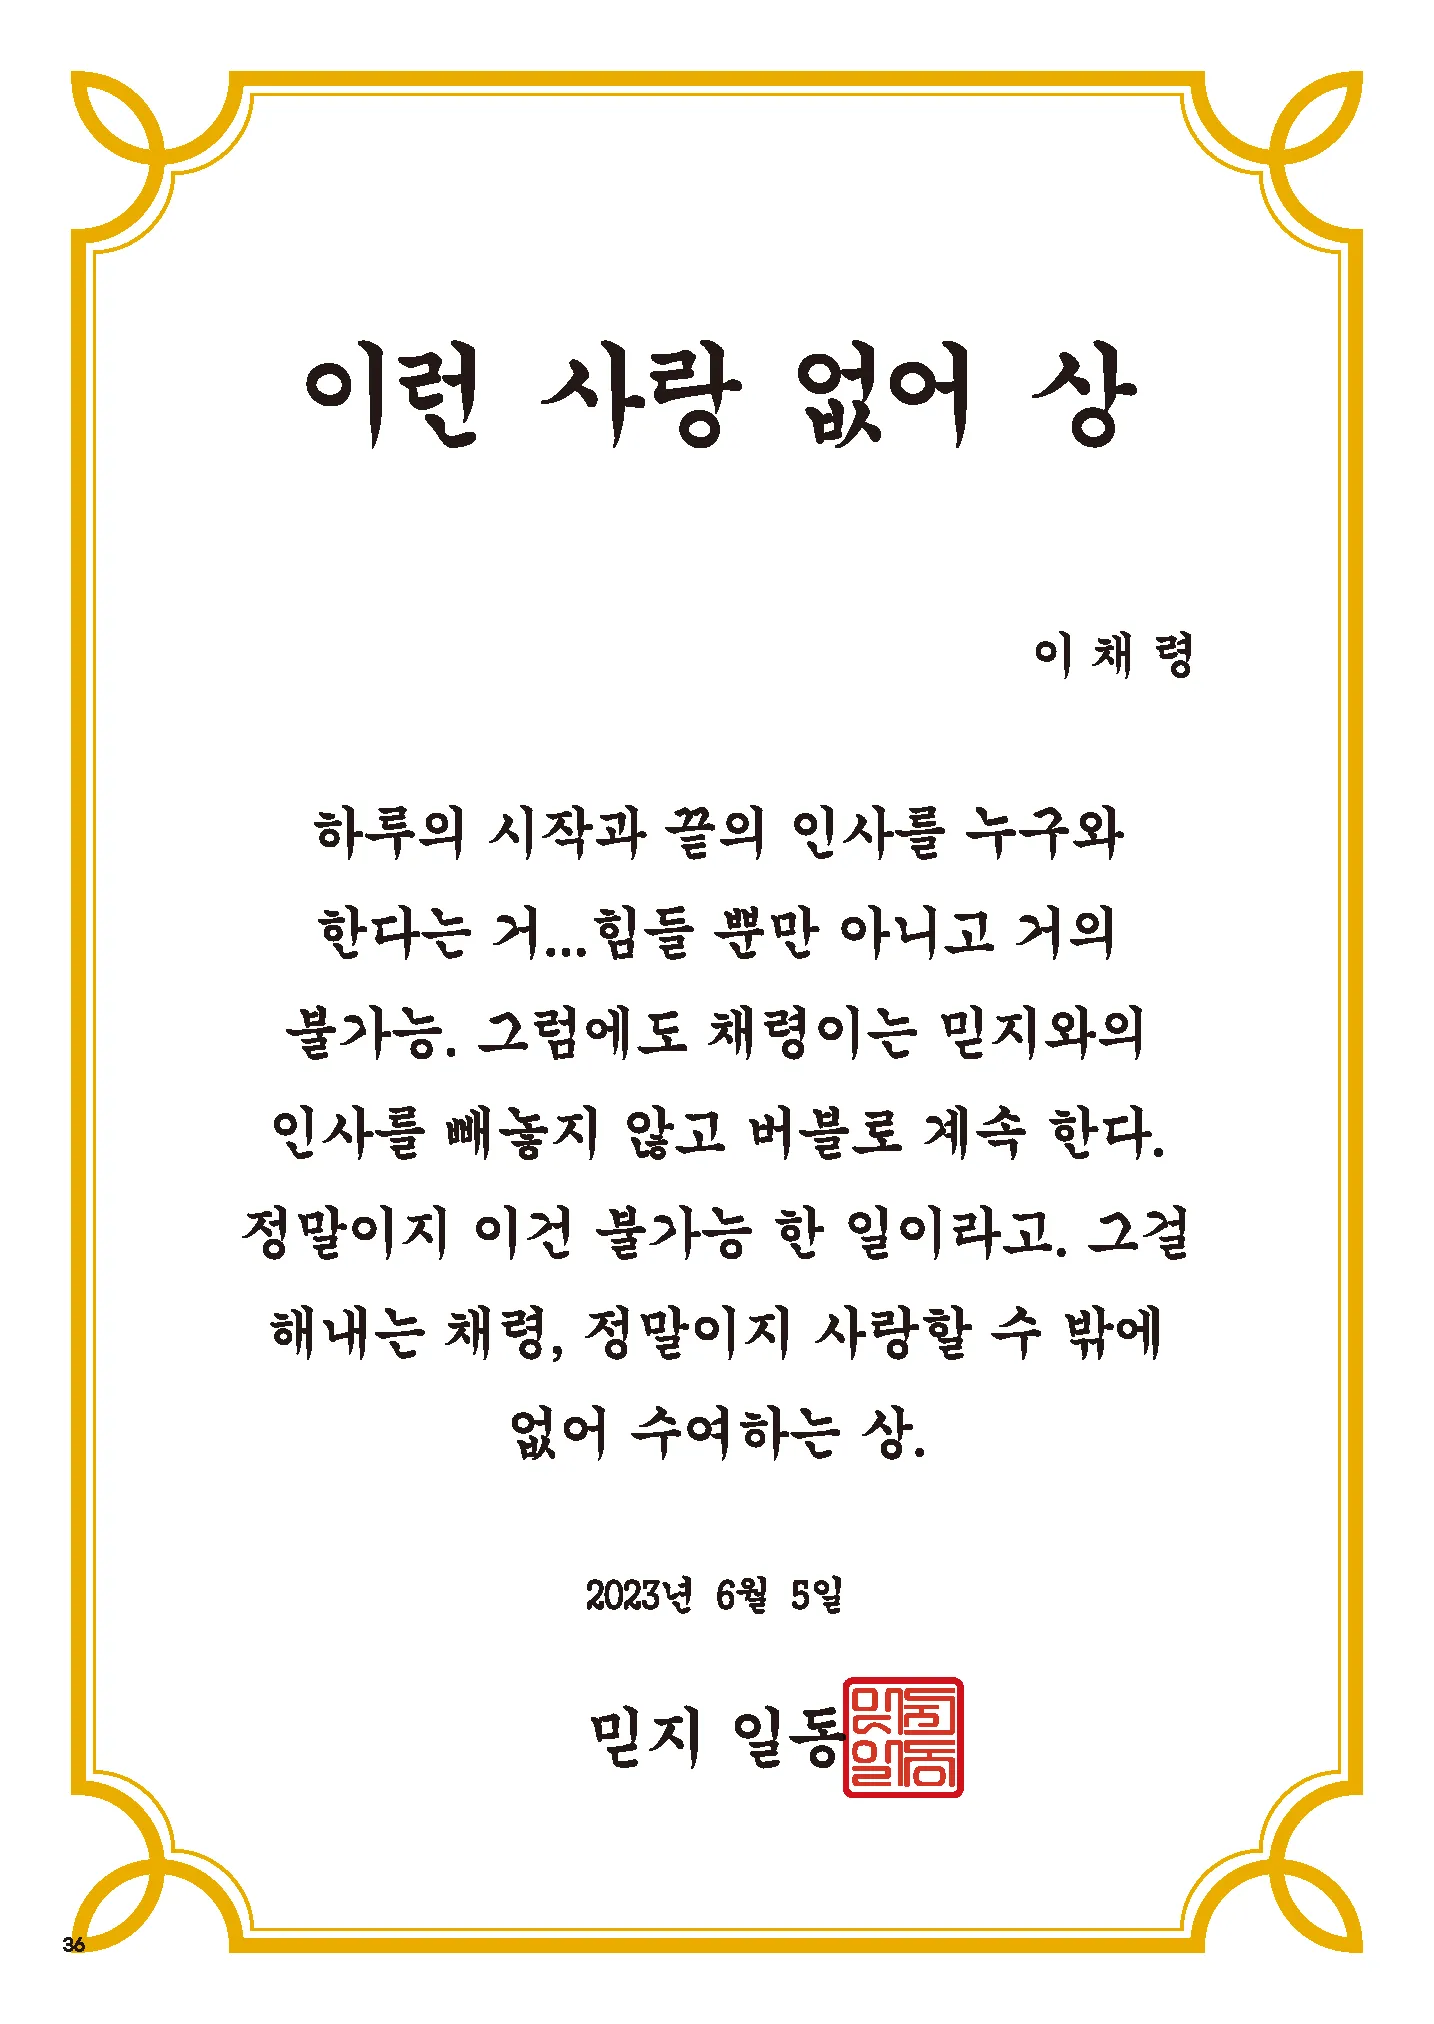 이런 사랑 없어 상
이 채 령
하루의 시작과 끝의 인사를 누구와
한다는 거...힘들 뿐만 아니고 거의
불가능. 그럼에도 채령이는 믿지와의
인사를 빼놓지 않고 버블로 계속 한다.
정말이지 이건 불가능 한 일이라고. 그걸
해내는 채령, 정말이지 사랑할 수 밖에
없어 수여하는 상.
2023년 6월 5일
믿지 일동
36